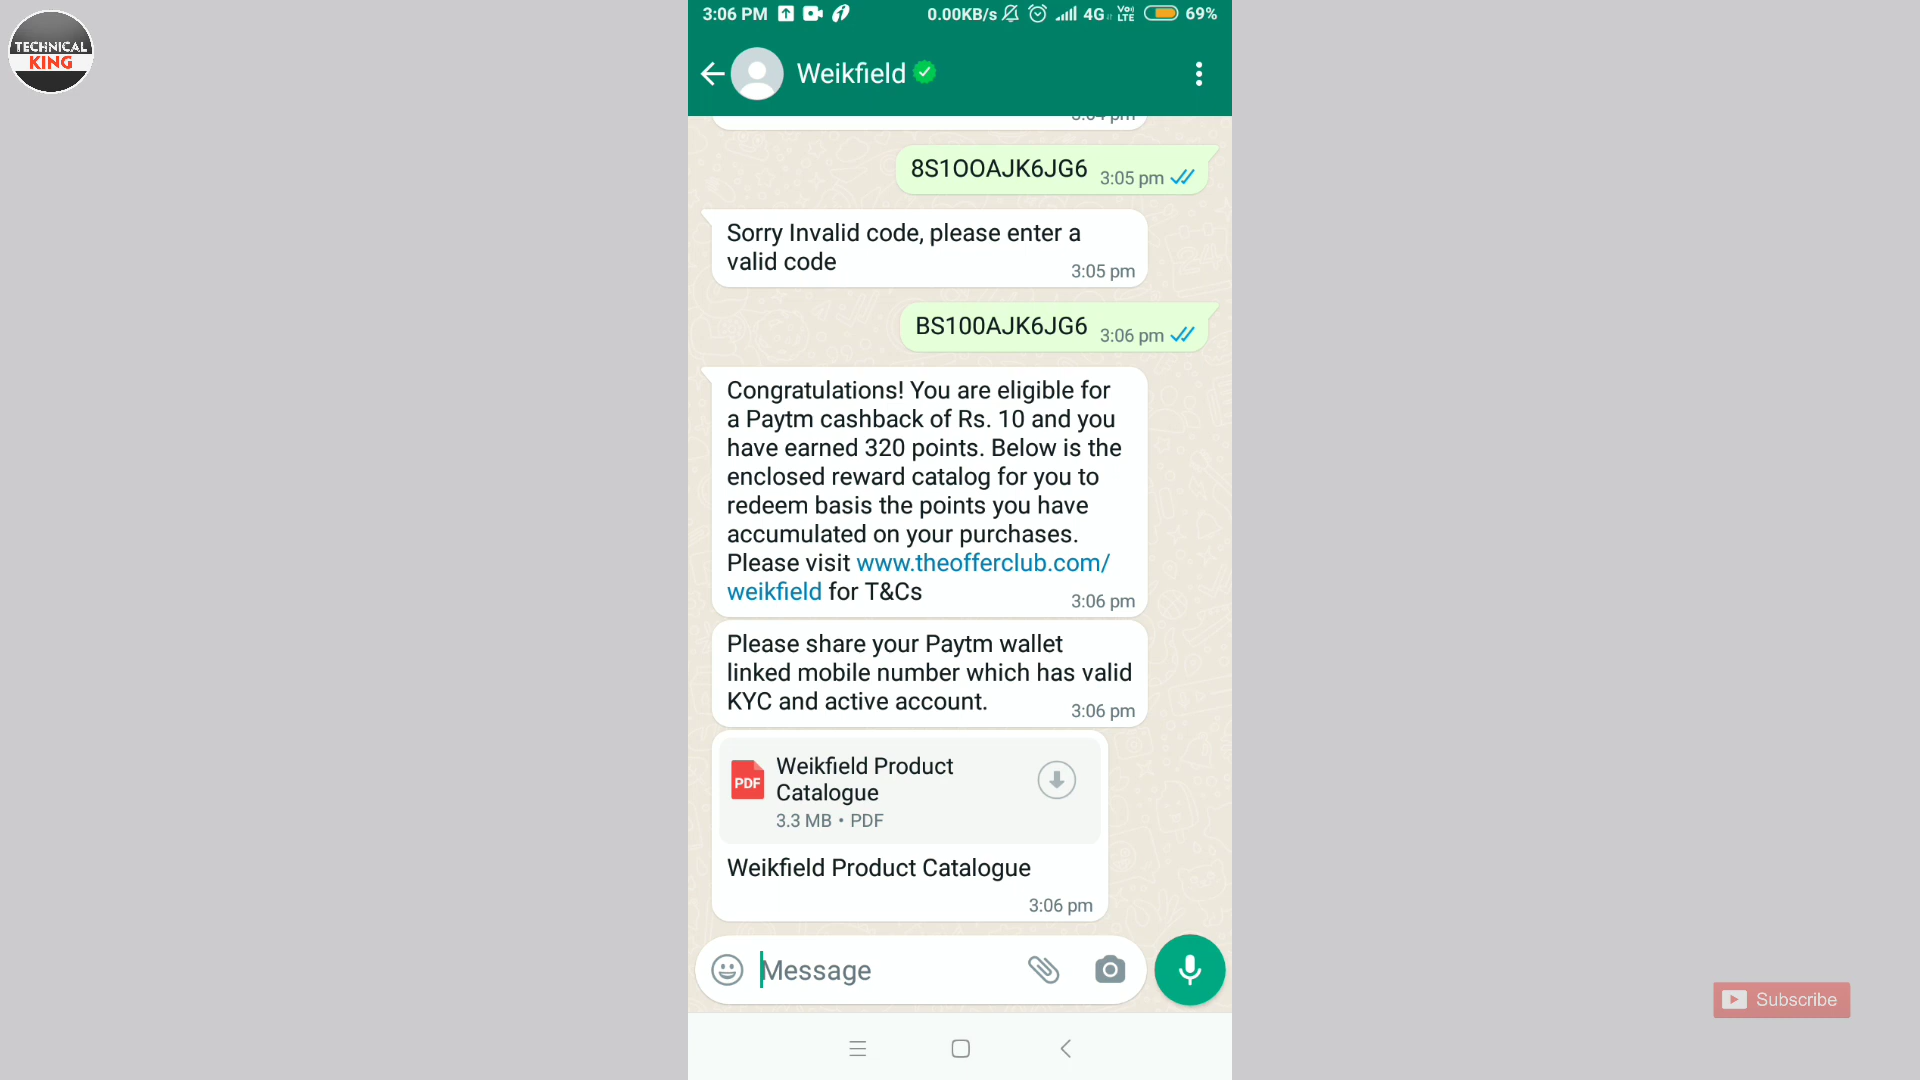 TECHNICAL
KING
3:06 PM 0.00KB/s 4G VoLTE 69%
Weikfield
3:04 pm
8S1OOAJK6JG6 3:05 pm
Sorry Invalid code, please enter a
valid code 3:05 pm
BS100AJK6JG6 3:06 pm
Congratulations! You are eligible for
a Paytm cashback of Rs. 10 and you
have earned 320 points. Below is the
enclosed reward catalog for you to
redeem basis the points you have
accumulated on your purchases.
Please visit www.theofferclub.com/
weikfield for T&Cs 3:06 pm
Please share your Paytm wallet
linked mobile number which has valid
KYC and active account. 3:06 pm
PDF Weikfield Product
Catalogue
3.3 MB • PDF
Weikfield Product Catalogue
3:06 pm
Message
Subscribe